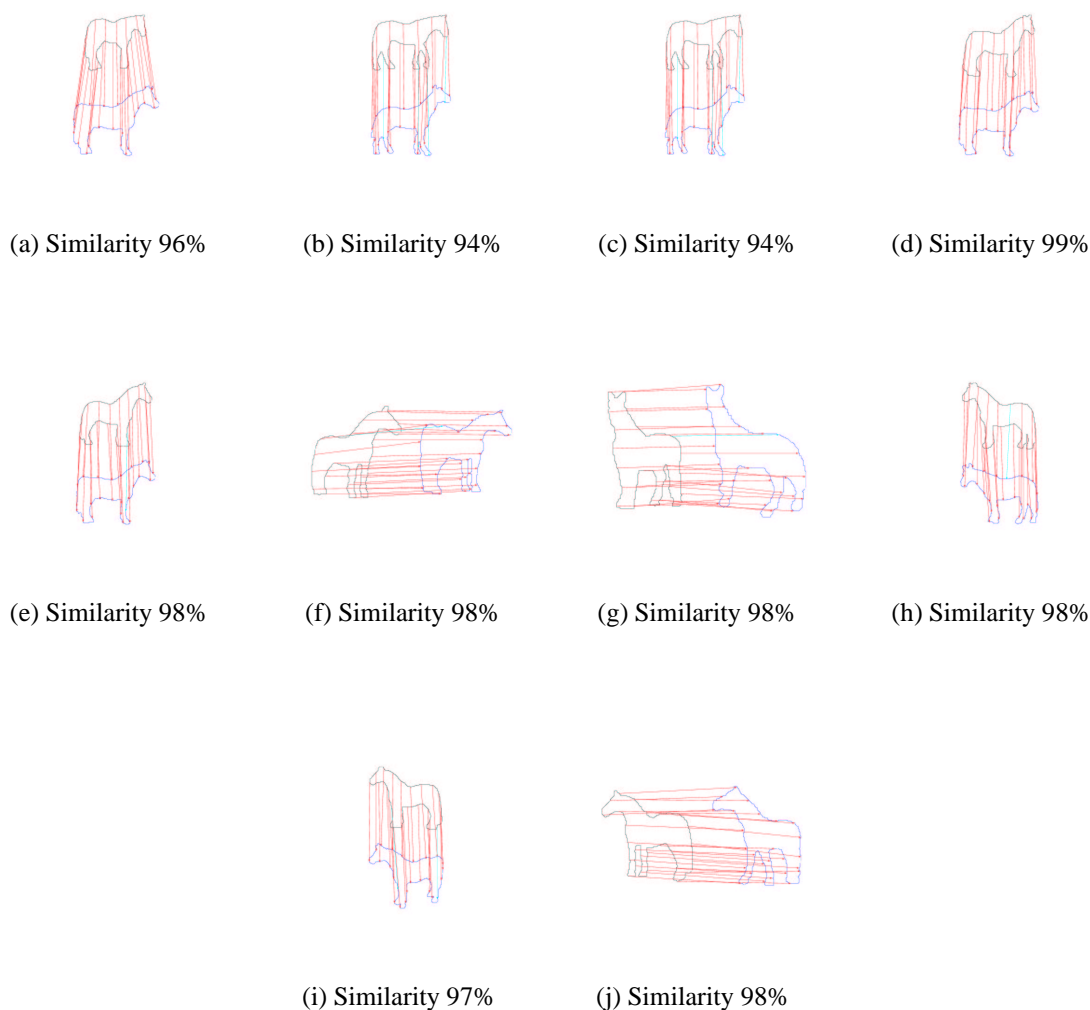 (a) Similarity 96%
(b) Similarity 94%
(c) Similarity 94%
(d) Similarity 99%
(e) Similarity 98%
(f) Similarity 98%
(g) Similarity 98%
(h) Similarity 98%
(i) Similarity 97%
(j) Similarity 98%